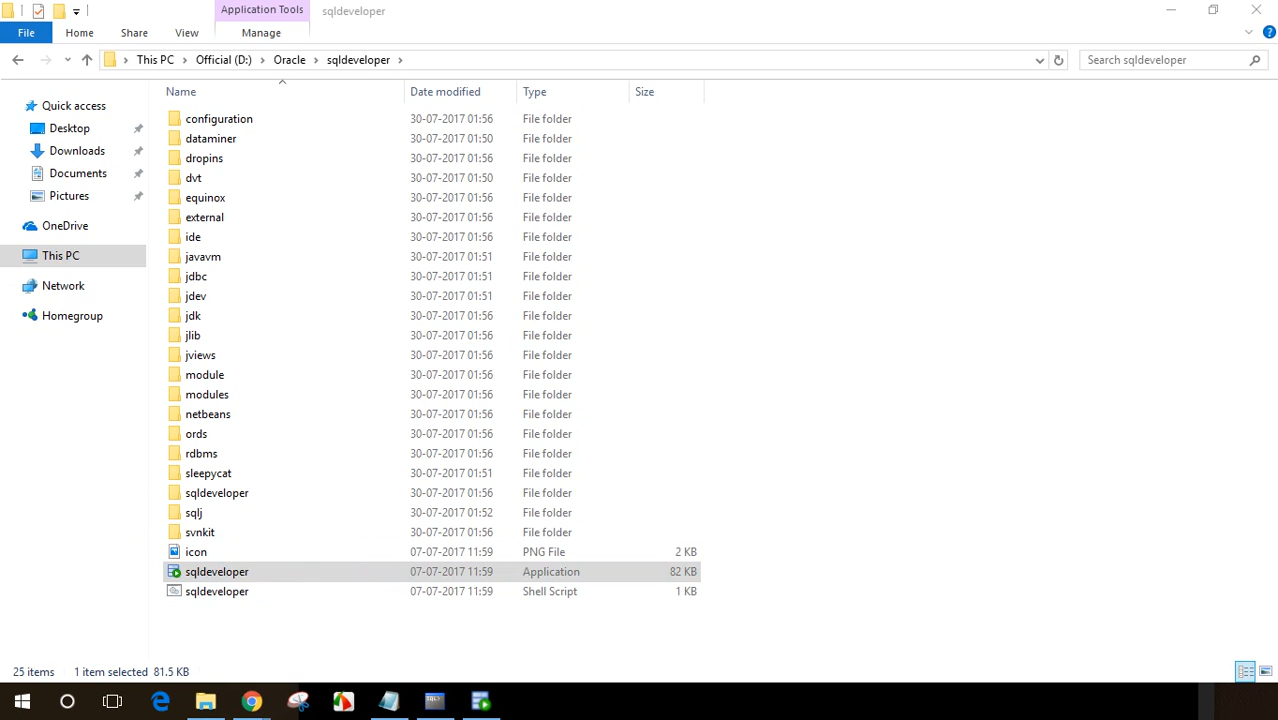 Application Tools sqldeveloper
File Home Share View Manage
This PC Official (D:) Oracle sqldeveloper Search sqldeveloper
Name Date modified Type Size
Quick access
Desktop
Downloads
Documents
Pictures
OneDrive
This PC
Network
Homegroup
configuration 30-07-2017 01:56 File folder
dataminer 30-07-2017 01:50 File folder
dropins 30-07-2017 01:56 File folder
dvt 30-07-2017 01:50 File folder
equinox 30-07-2017 01:56 File folder
external 30-07-2017 01:56 File folder
ide 30-07-2017 01:56 File folder
javavm 30-07-2017 01:51 File folder
jdbc 30-07-2017 01:51 File folder
jdev 30-07-2017 01:51 File folder
jdk 30-07-2017 01:56 File folder
jlib 30-07-2017 01:56 File folder
jviews 30-07-2017 01:56 File folder
module 30-07-2017 01:56 File folder
modules 30-07-2017 01:56 File folder
netbeans 30-07-2017 01:56 File folder
ords 30-07-2017 01:56 File folder
rdbms 30-07-2017 01:56 File folder
sleepycat 30-07-2017 01:51 File folder
sqldeveloper 30-07-2017 01:56 File folder
sqlj 30-07-2017 01:52 File folder
svnkit 30-07-2017 01:56 File folder
icon 07-07-2017 11:59 PNG File 2 KB
sqldeveloper 07-07-2017 11:59 Application 82 KB
sqldeveloper 07-07-2017 11:59 Shell Script 1 KB
25 items 1 item selected 81.5 KB